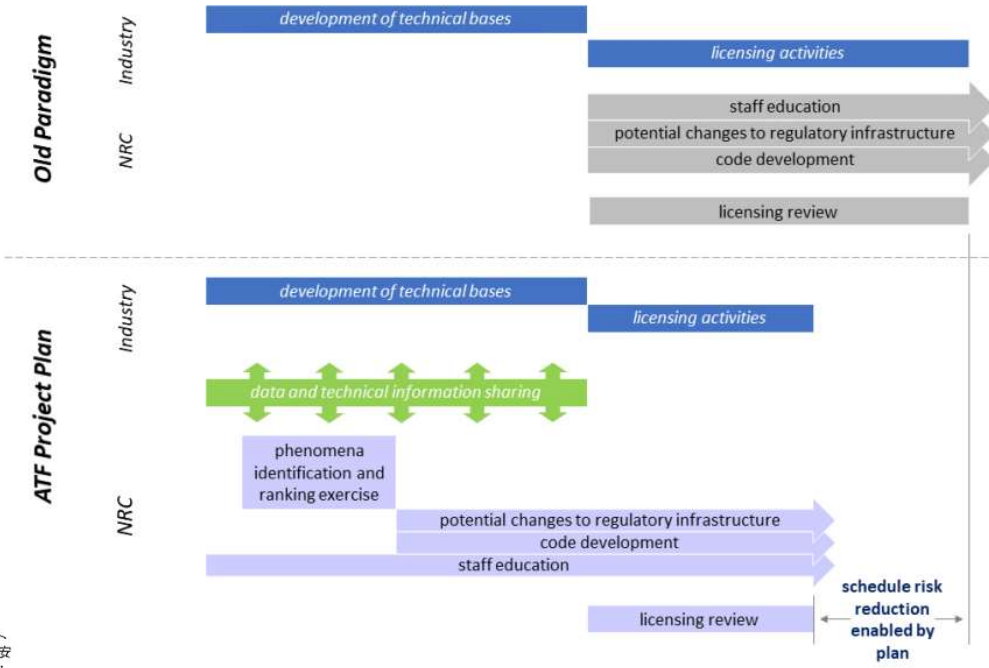 Old Paradigm
Industry
development of technical bases
licensing activities
NRC
staff education
potential changes to regulatory infrastructure
code development
licensing review
ATF Project Plan
Industry
development of technical bases
licensing activities
data and technical information sharing
NRC
phenomena
identification and
ranking exercise
potential changes to regulatory infrastructure
code development
staff education
licensing review
schedule risk
reduction
enabled by
plan
安